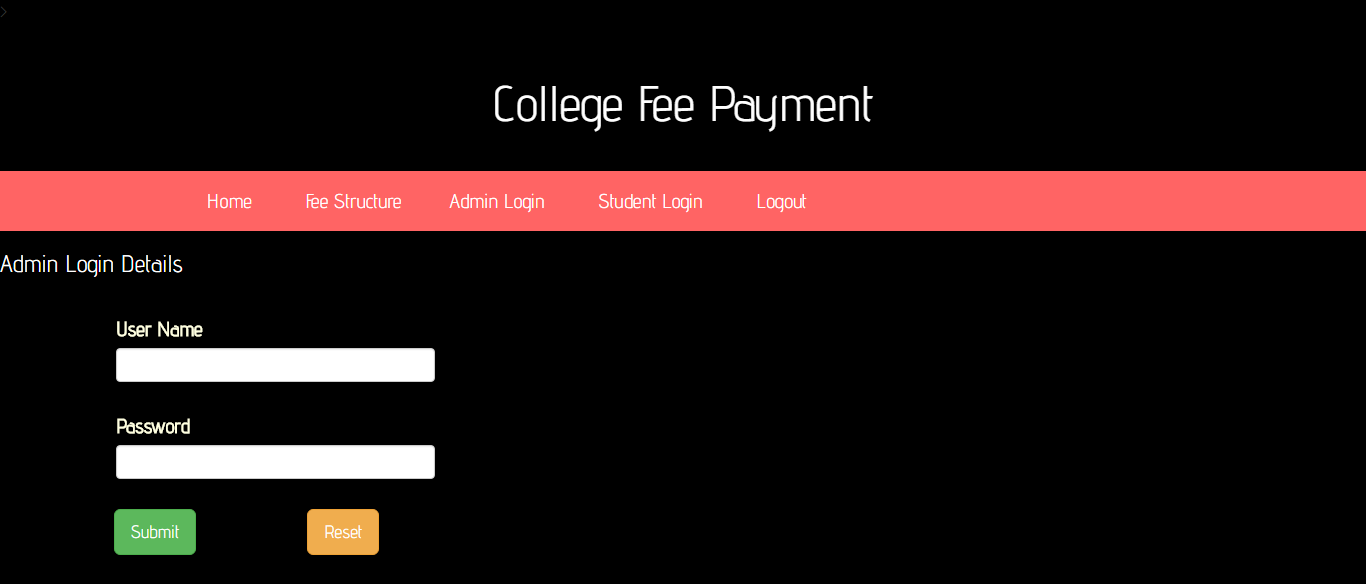 >
College Fee Payment
Home Fee Structure Admin Login Student Login Logout
Admin Login Details
User Name
Password
Submit Reset